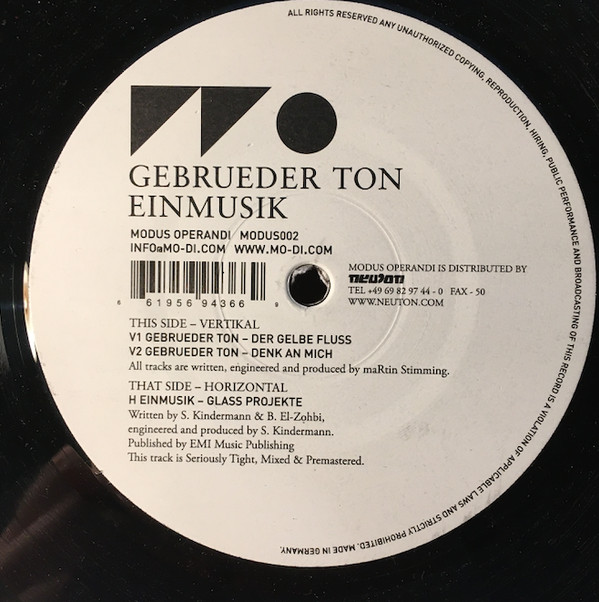 ALL RIGHTS RESERVED ANY UNAUTHORIZED COPYING, REPRODUCTION, HIRING, PUBLIC PERFORMANCE AND BROADCASTING OF THIS RECORD IS A VIOLATION OF APPLICABLE LAWS AND STRICTLY PROHIBITED. MADE IN GERMANY.
GEBRUEDER TON
EINMUSIK
MODUS OPERANDI MODUS002
INFO@MO-DI.COM WWW.MO-DI.COM
6 61956 94366 9
MODUS OPERANDI IS DISTRIBUTED BY
neuton
TEL +49 69 82 97 44 - 0 FAX - 50
WWW.NEUTON.COM
THIS SIDE – VERTIKAL
V1 GEBRUEDER TON – DER GELBE FLUSS
V2 GEBRUEDER TON – DENK AN MICH
All tracks are written, engineered and produced by maRtin Stimming.
THAT SIDE – HORIZONTAL
H EINMUSIK – GLASS PROJEKTE
Written by S. Kindermann & B. El-Zohbi,
engineered and produced by S. Kindermann.
Published by EMI Music Publishing
This track is Seriously Tight, Mixed & Premastered.